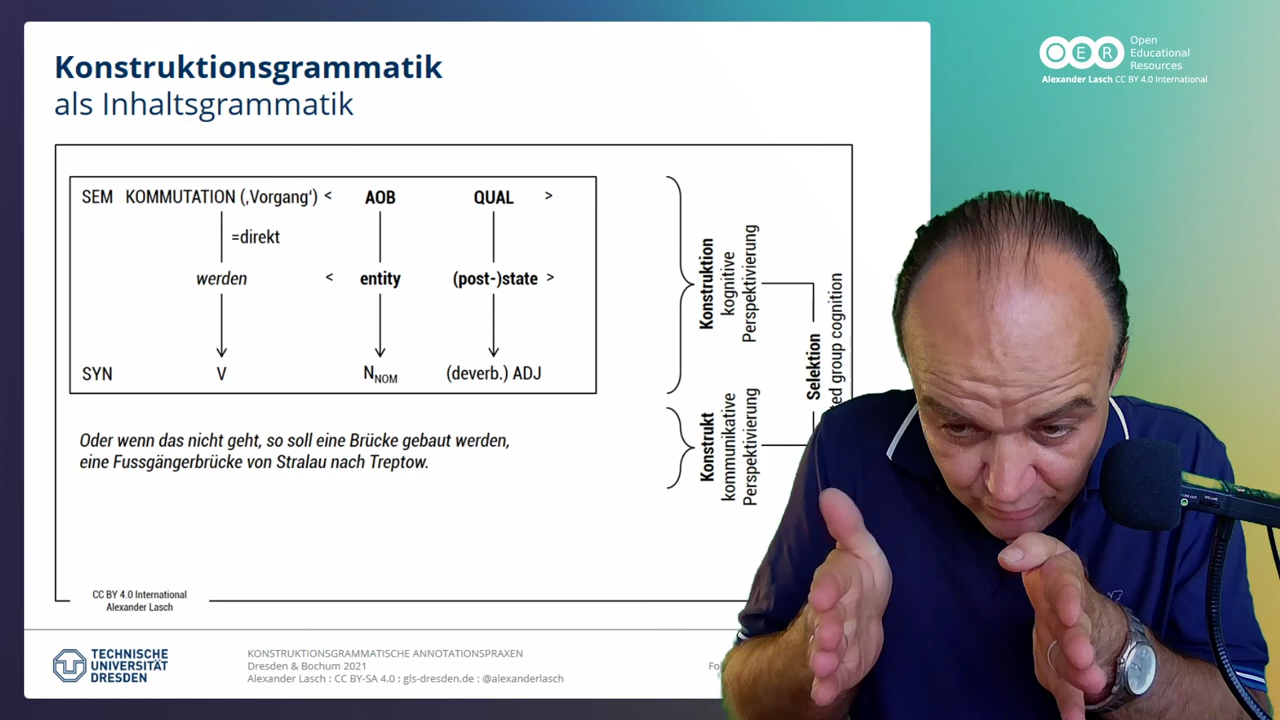 Konstruktionsgrammatik
als Inhaltsgrammatik
OER
Open
Educational
Resources
Alexander Lasch CC BY 4.0 International
SEM KOMMUTATION (‚Vorgang‘) < AOB QUAL >
=direkt
werden < entity (post-)state >
SYN V N_NOM (deverb.) ADJ
Konstruktion
kognitive
Perspektivierung
Konstrukt
kommunikative
Perspektivierung
Selektion
group cognition
Oder wenn das nicht geht, so soll eine Brücke gebaut werden,
eine Fussgängerbrücke von Stralau nach Treptow.
CC BY 4.0 International
Alexander Lasch
TECHNISCHE
UNIVERSITÄT
DRESDEN
KONSTRUKTIONSGRAMMATISCHE ANNOTATIONSPRAXEN
Dresden & Bochum 2021
Alexander Lasch : CC BY-SA 4.0 : gls-dresden.de : @alexanderlasch